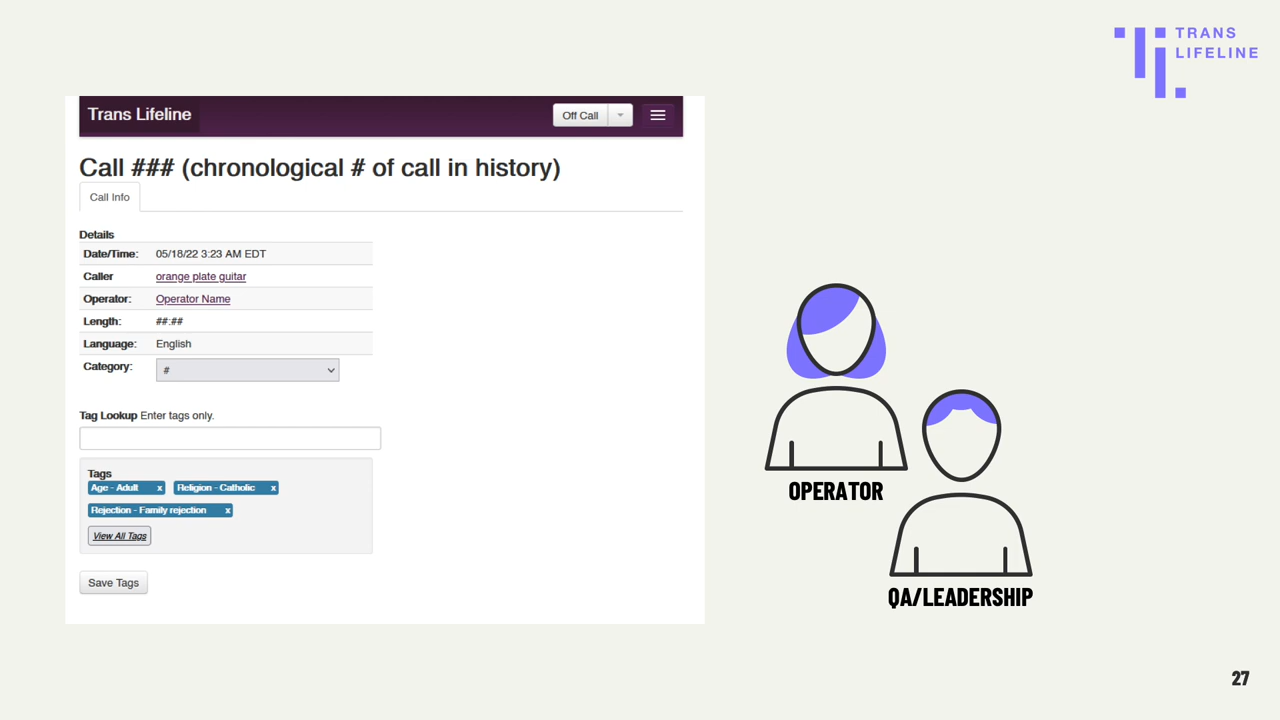 TRANS
LIFELINE
Trans Lifeline
Off Call
Call ### (chronological # of call in history)
Call Info
Details
Date/Time: 05/18/22 3:23 AM EDT
Caller orange plate guitar
Operator: Operator Name
Length: ##:##
Language: English
Category: #
Tag Lookup Enter tags only.
Tags
Age - Adult x Religion - Catholic x
Rejection - Family rejection x
View All Tags
Save Tags
OPERATOR
QA/LEADERSHIP
27